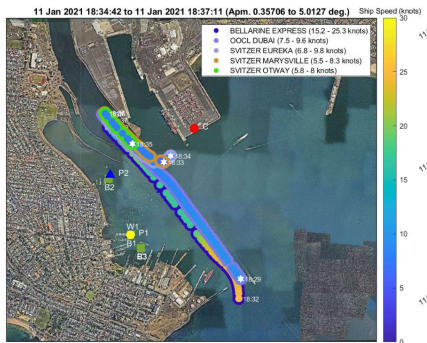 11 Jan 2021 18:34:42 to 11 Jan 2021 18:37:11 (Apm. 0.35706 to 5.0127 deg.)
Ship Speed (knots)
BELLARINE EXPRESS (15.2 - 25.3 knots)
OOCL DUBAI (7.5 - 9.6 knots)
SVITZER EUREKA (6.8 - 9.8 knots)
SVITZER MARYSVILLE (5.5 - 8.3 knots)
SVITZER OTWAY (5.8 - 8 knots)
30
25
20
15
10
5
0
C
18:35
18:34
18:33
P2
B2
W1
P1
B1
B3
18:29
18:32